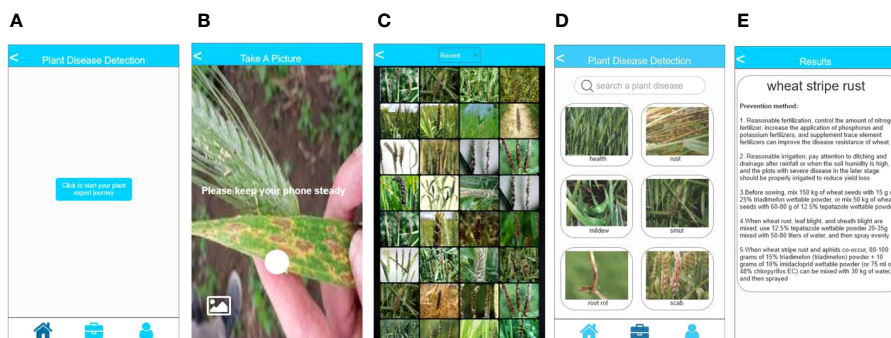 A
B
C
D
E
Plant Disease Detection
Click to start your plant
expert journey
Take A Picture
Please keep your phone steady
Recent
Plant Disease Detection
search a plant disease
health
rust
mildew
smut
root rot
scab
Results
wheat stripe rust
Prevention method:
1. Reasonable fertilization, control the amount of nitroge
fertilizer, increase the application of phosphorus and
potassium fertilizers, and supplement trace element
fertilizers can improve the disease resistance of wheat
2. Reasonable irrigation, pay attention to ditching and
drainage after rainfall or when the soil humidity is high,
and the plots with severe disease in the later stage
should be properly irrigated to reduce yield loss
3.Before sowing, mix 150 kg of wheat seeds with 15 g
25% triadimefon wettable powder, or mix 50 kg of whea
seeds with 60-80 g of 12.5% tepatazole wettable powde
4.When wheat rust, leaf blight, and sheath blight are
mixed, use 12.5% tepatazole wettable powder 20-35g
mixed with 50-80 liters of water, and then spray evenly
5.When wheat stripe rust and aphids co-occur, 80-100
grams of 15% triadimefon (triadimefon) powder + 10
grams of 10% imidacloprid wettable powder (or 75 ml o
48% chlorpyrifos EC) can be mixed with 30 kg of water,
and then sprayed